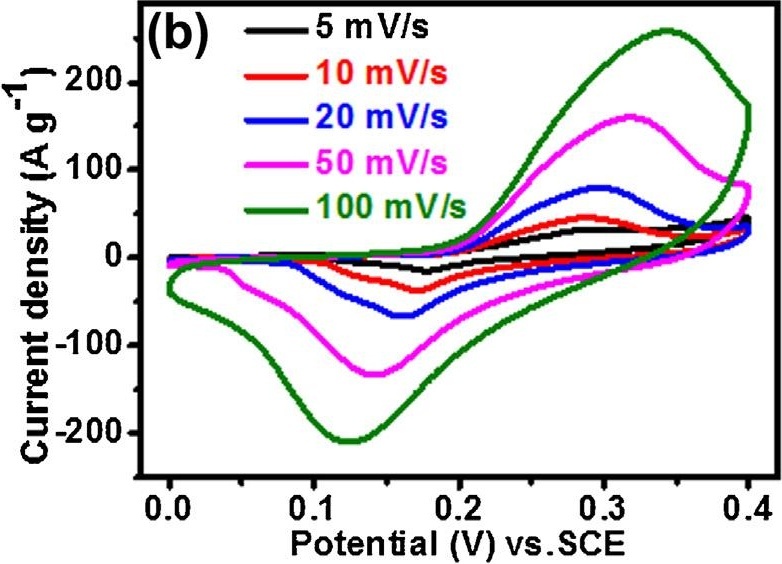 (b)
5 mV/s
10 mV/s
20 mV/s
50 mV/s
100 mV/s
Current density (A g⁻¹)
200
100
0
-100
-200
0.0 0.1 0.2 0.3 0.4
Potential (V) vs.SCE